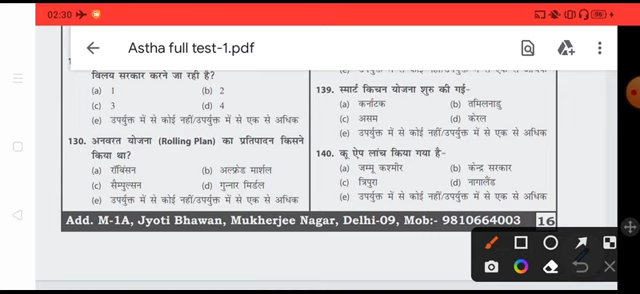 02:30
Astha full test-1.pdf
विलय सरकार करने जा रही है?
(a) 1 (b) 2
(c) 3 (d) 4
(e) उपर्युक्त में से कोई नहीं/उपर्युक्त में से एक से अधिक
130. अनवरत योजना (Rolling Plan) का प्रतिपादन किसने
किया था?
(a) रॉबिंसन (b) अल्फ्रेड मार्शल
(c) सैम्पुल्सन (d) गुन्नार मिर्डल
(e) उपर्युक्त में से कोई नहीं/उपर्युक्त में से एक से अधिक
139. स्मार्ट किचन योजना शुरु की गई-
(a) कर्नाटक (b) तमिलनाडु
(c) असम (d) केरल
(e) उपर्युक्त में से कोई नहीं/उपर्युक्त में से एक से अधिक
140. कू ऐप लांच किया गया है-
(a) जम्मू कश्मीर (b) केन्द्र सरकार
(c) त्रिपुरा (d) नागालैंड
(e) उपर्युक्त में से कोई नहीं/उपर्युक्त में से एक से अधिक
Add. M-1A, Jyoti Bhawan, Mukherjee Nagar, Delhi-09, Mob:- 9810664003 16